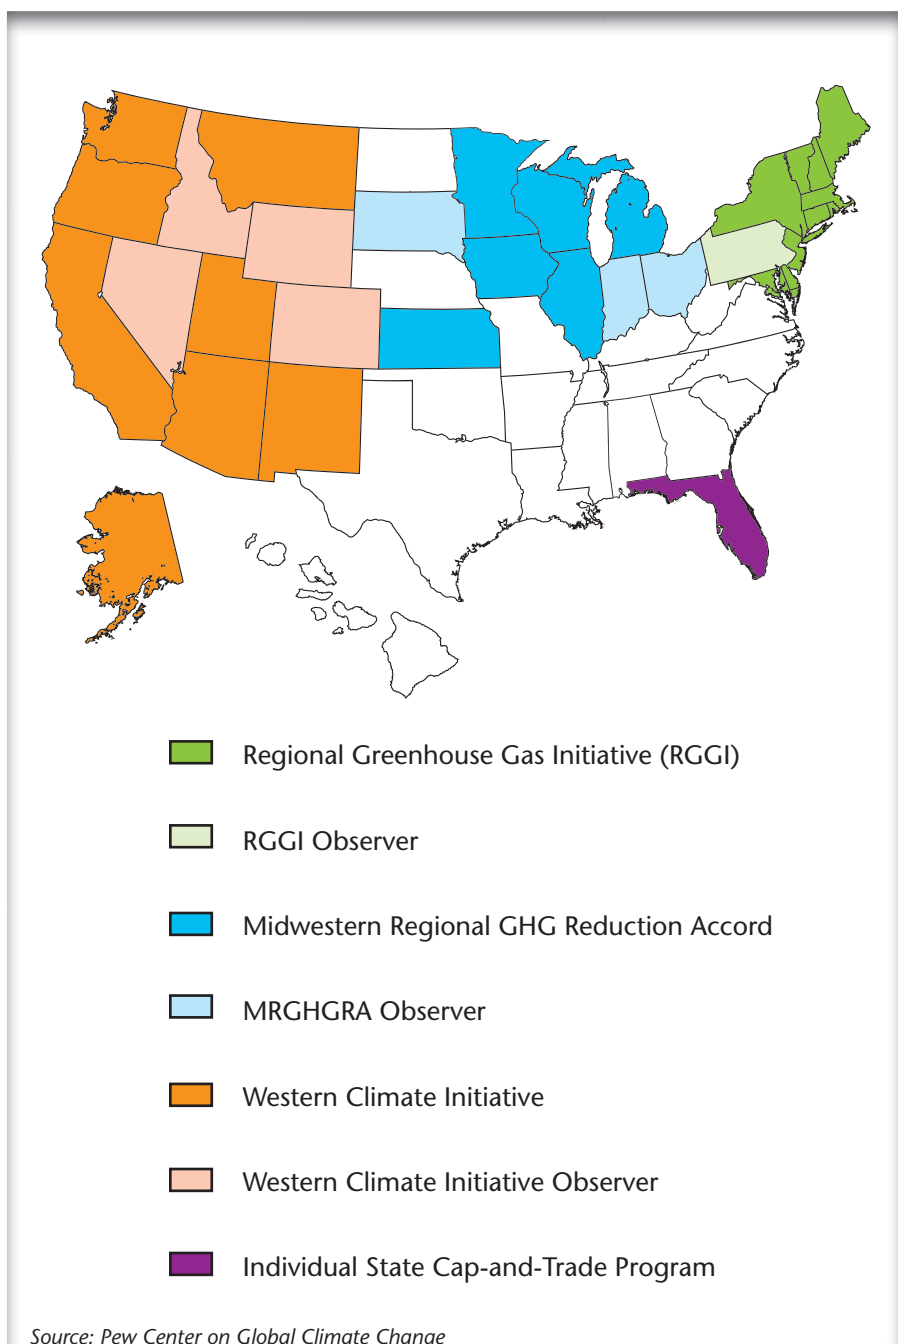 Regional Greenhouse Gas Initiative (RGGI)
RGGI Observer
Midwestern Regional GHG Reduction Accord
MRGHGRA Observer
Western Climate Initiative
Western Climate Initiative Observer
Individual State Cap-and-Trade Program
Source: Pew Center on Global Climate Change